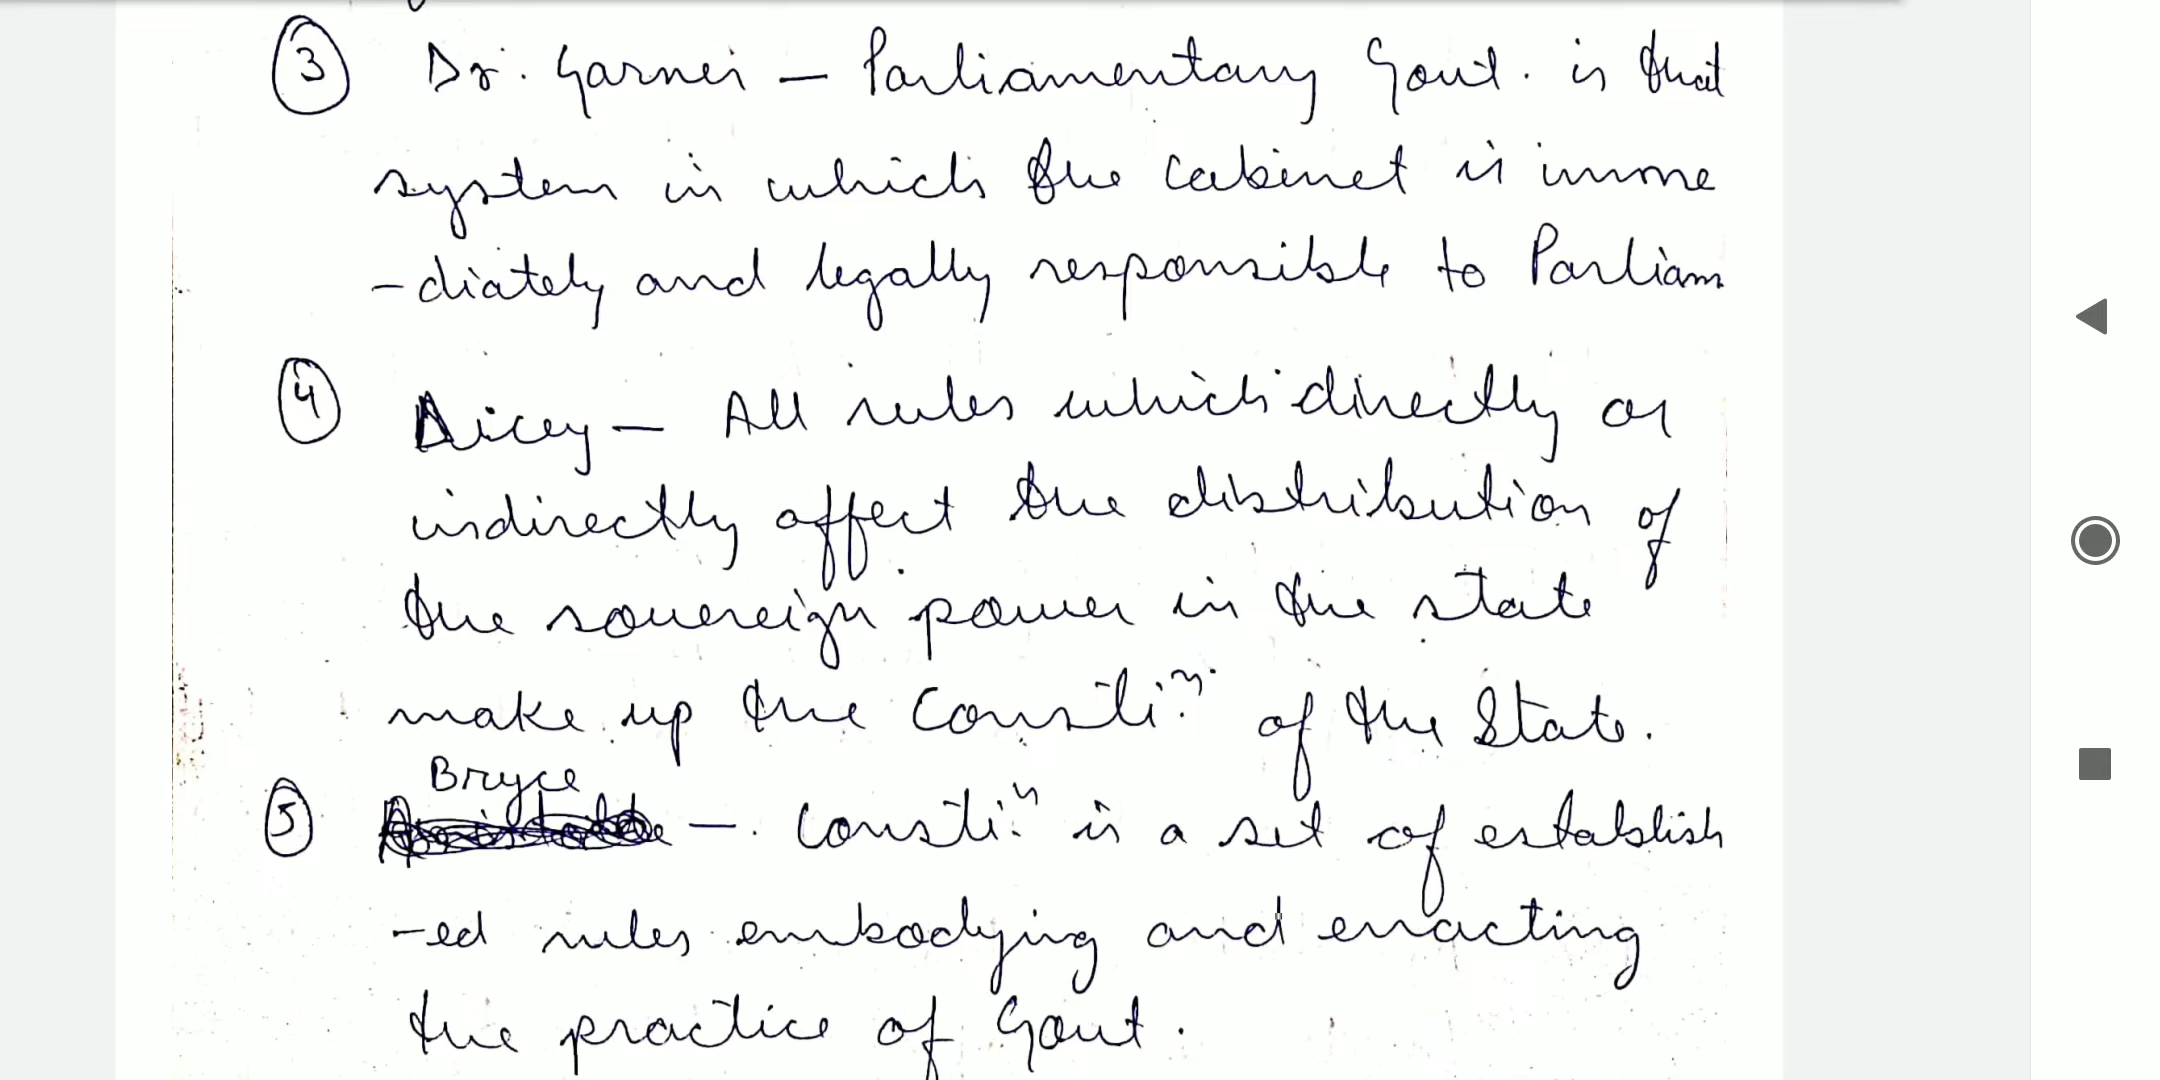 ③ Dr. Garner – Parliamentary Govt. is that
system in which the cabinet is imme
-diately and legally responsible to Parliam
④ Dicey – All rules which directly or
indirectly affect the distribution of
the sovereign power in the state
make up the Consti.ⁿ of the State.
Bryce
⑤ – Consti.ⁿ is a set of establish
-ed rules embodying and enacting
the practice of Govt.